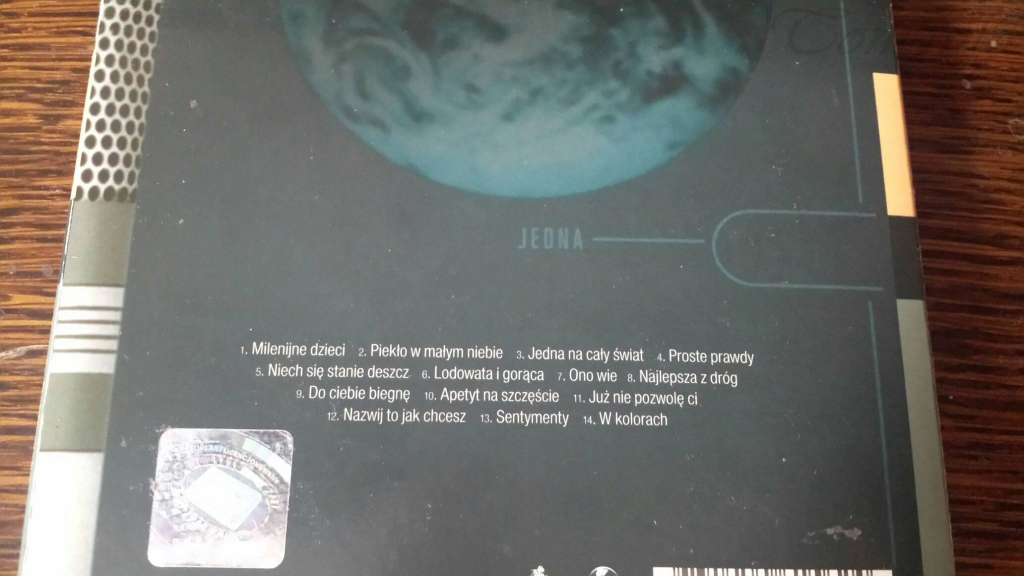 JEDNA
1. Milenijne dzieci 2. Piekło w małym niebie 3. Jedna na cały świat 4. Proste prawdy
5. Niech się stanie deszcz 6. Lodowata i gorąca 7. Ono wie 8. Najlepsza z dróg
9. Do ciebie biegnę 10. Apetyt na szczęście 11. Już nie pozwolę ci
12. Nazwij to jak chcesz 13. Sentymenty 14. W kolorach